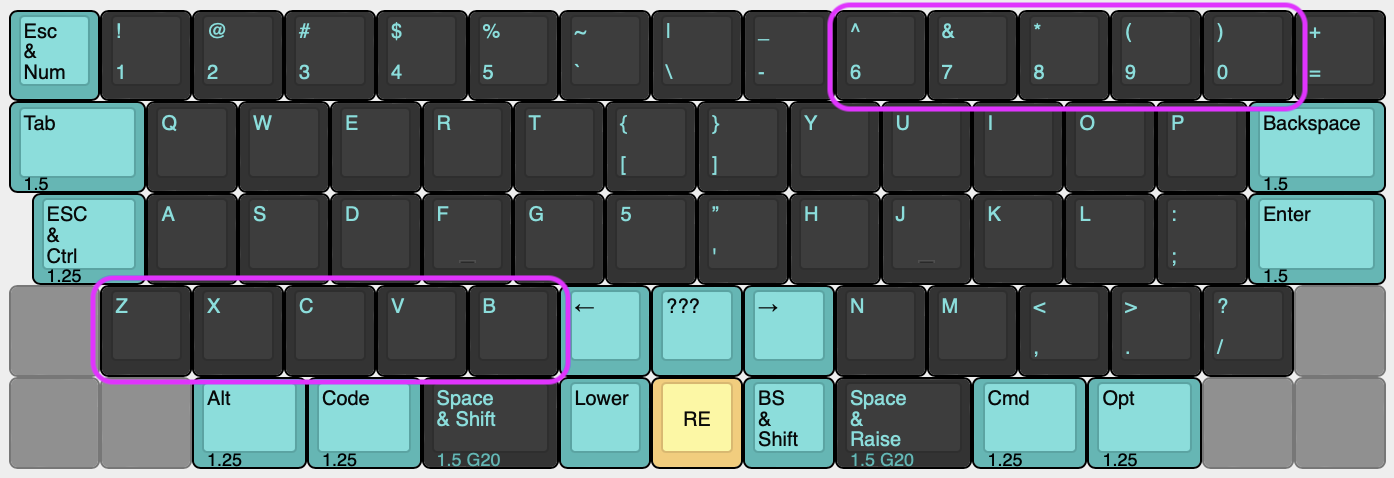 Esc ! @ # $ % ~ | _ ^ & * ( ) +
&
Num 1 2 3 4 5 ` \ - 6 7 8 9 0 =
Tab Q W E R T { } Y U I O P Backspace
[ ]
1.5 1.5
ESC A S D F G 5 ” H J K L : Enter
&
Ctrl _ ' _ ;
1.25 1.5
Z X C V B ← ??? → N M < > ?
, . /
Alt Code Space Lower BS Space Cmd Opt
& Shift RE & &
Shift Raise
1.25 1.25 1.5 G20 1.5 G20 1.25 1.25